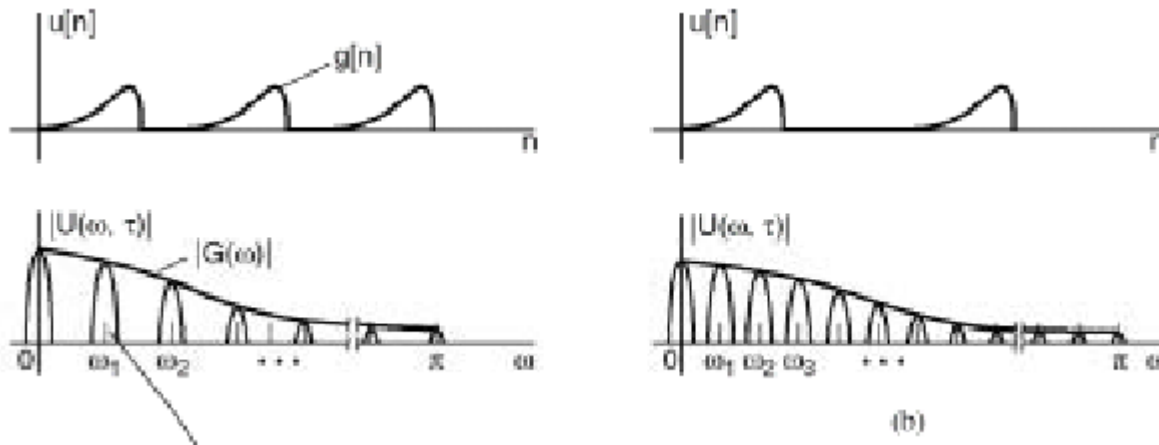 u[n]
g[n]
n
|U(ω, τ)|
|G(ω)|
0 ω₁ ω₂ ··· π ω
u[n]
|U(ω, τ)|
0 ω₁ ω₂ ω₃ ··· π
(b)